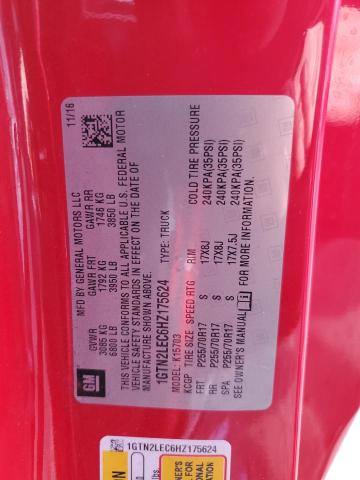 MFD BY GENERAL MOTORS LLC
11/16
GVWR
GAWR FRT
GAWR RR
3085 KG
1792 KG
1746 KG
6800 LB
3950 LB
3850 LB
THIS VEHICLE CONFORMS TO ALL APPLICABLE U.S. FEDERAL MOTOR
VEHICLE SAFETY STANDARDS IN EFFECT ON THE DATE OF
MANUFACTURE SHOWN ABOVE.
1GTN2LEC6HZ175624
TYPE: TRUCK
MODEL: K15703
KCGP TIRE SIZE SPEED RTG RIM COLD TIRE PRESSURE
FRT P255/70R17 S 17X8J 240KPA(35PSI)
RR P255/70R17 S 17X8J 240KPA(35PSI)
SPA P255/70R17 S 17X7.5J 240KPA(35PSI)
SEE OWNER'S MANUAL FOR MORE INFORMATION.
GM
1GTN2LEC6HZ175624